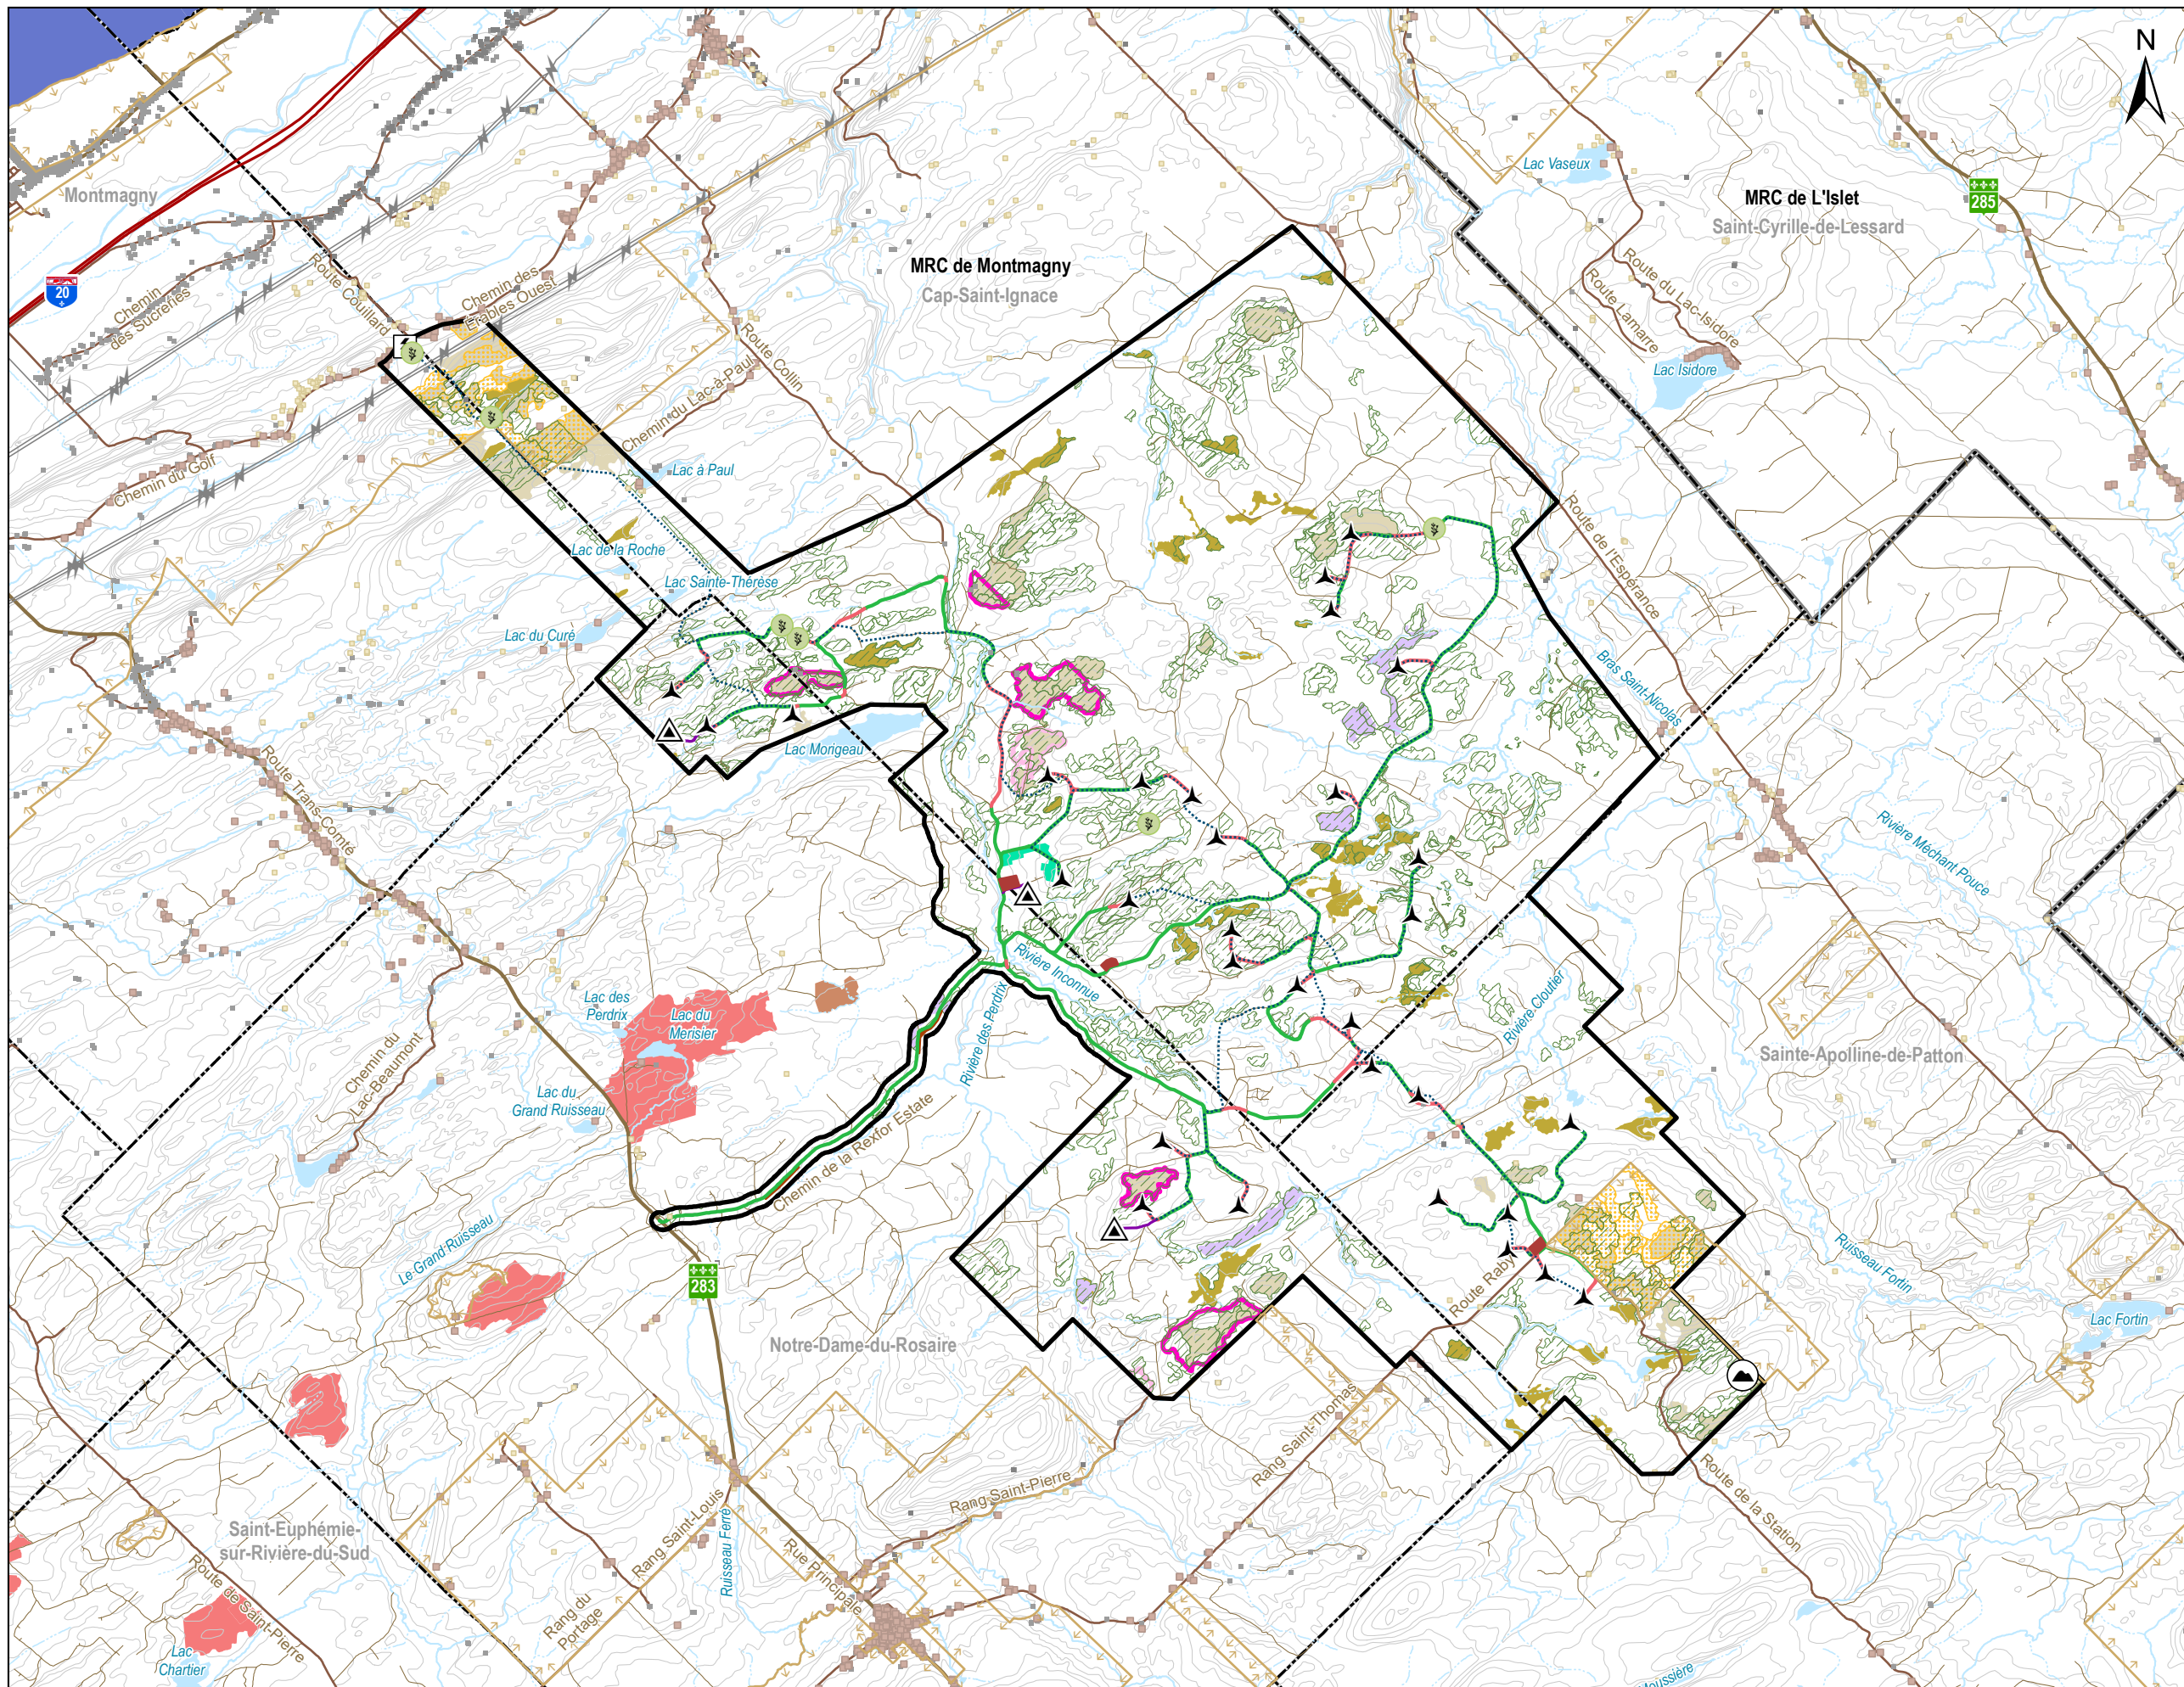 N
Montmagny
20
Chemin
des Sucreries
Route Couillard
Chemin des
Érables Ouest
MRC de Montmagny
Cap-Saint-Ignace
Lac Vaseux
MRC de L'Islet
Saint-Cyrille-de-Lessard
285
Route du Lac-Isidore
Route Lamarre
Lac Isidore
Route Collin
Chemin du Lac-à-Paul
Chemin du Golf
Lac à Paul
Lac de la Roche
Lac Sainte-Thérèse
Lac du Curé
Route de l'Espérance
Bras Saint-Nicolas
Lac Morigeau
Route Trans-Comté
Rivière Méchant Pouce
Rivière Inconnue
Rivière des Perdrix
Rivière Cloutier
Lac des
Perdrix
Lac du
Merisier
Chemin du
Lac-Beaumont
Lac du
Grand Ruisseau
Sainte-Apolline-de-Patton
Chemin de la Rexfor Estate
Le Grand Ruisseau
283
Route Raby
Ruisseau Fortin
Lac Fortin
Notre-Dame-du-Rosaire
Rang Saint-Thomas
Rang Saint-Pierre
Route de la Station
Rang Saint-Louis
Ruisseau Ferré
Rue Principale
Saint-Euphémie-
sur-Rivière-du-Sud
Route de Saint-Pierre
Rang du
Portage
Lac
Chartier